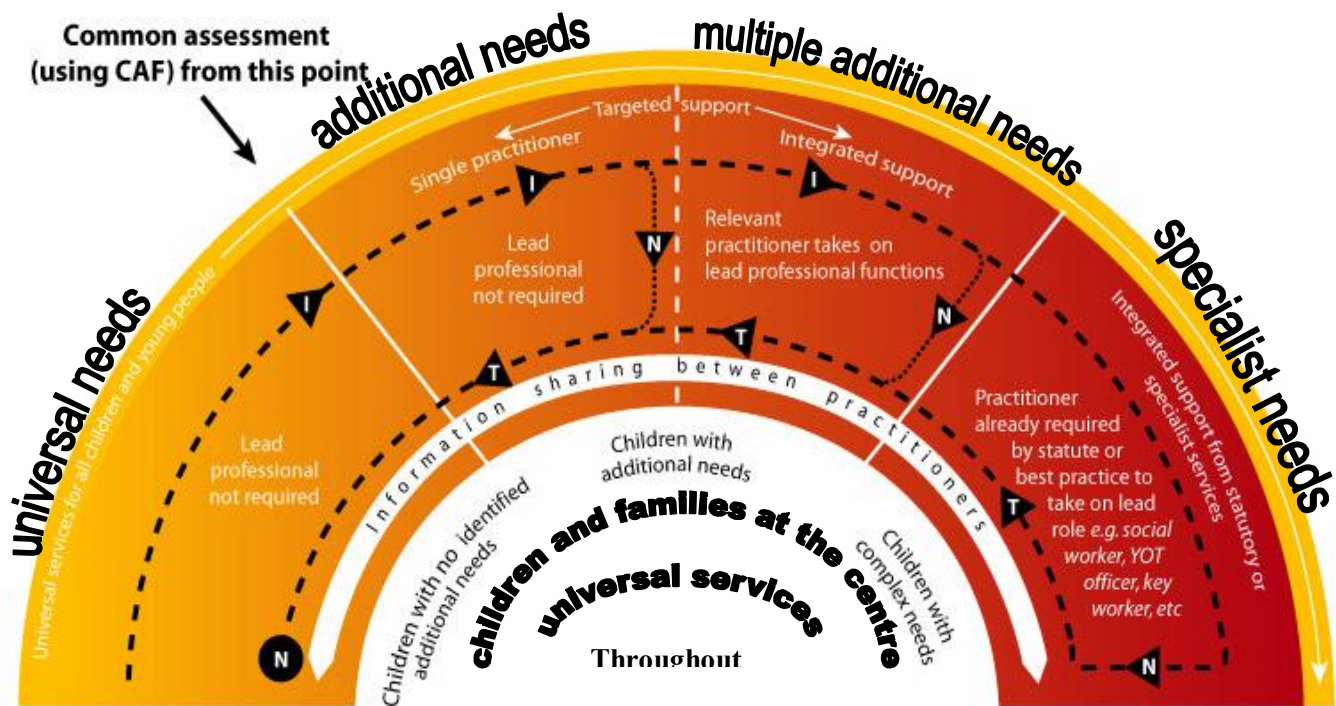 Common assessment
(using CAF) from this point
universal needs
additional needs
multiple additional needs
specialist needs
Universal services for all children and young people
Targeted support
Single practitioner
Integrated support
Integrated support from statutory or
specialist services
I
I
I
N
N
T
T
T
N
N
Lead
professional
not required
Lead
professional
not required
Relevant
practitioner takes on
lead professional functions
Practitioner
already required
by statute or
best practice to
take on lead
role e.g. social
worker, YOT
officer, key
worker, etc
Information sharing between practitioners
Children with no identified
additional needs
Children with
additional needs
Children with
complex needs
children and families at the centre
universal services
Throughout